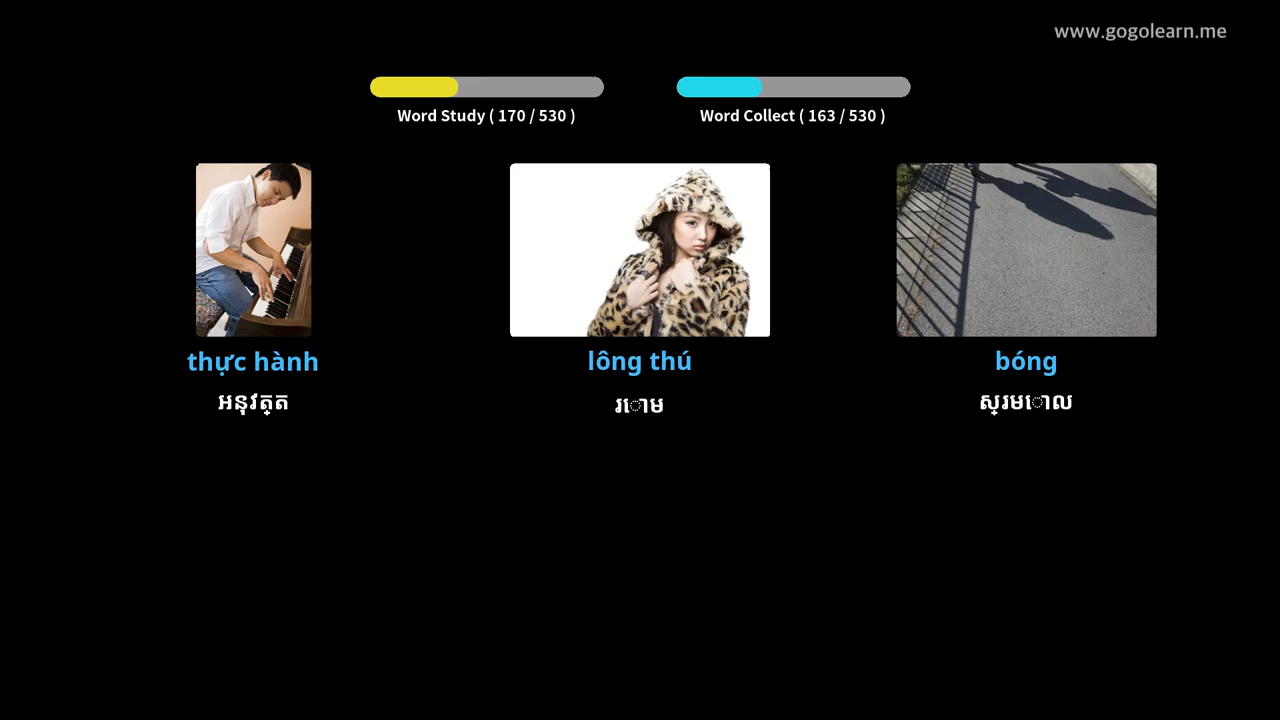 www.gogolearn.me
Word Study ( 170 / 530 )
Word Collect ( 163 / 530 )
thực hành
lông thú
bóng
អនុវត្ត
រោម
ស្រមោល